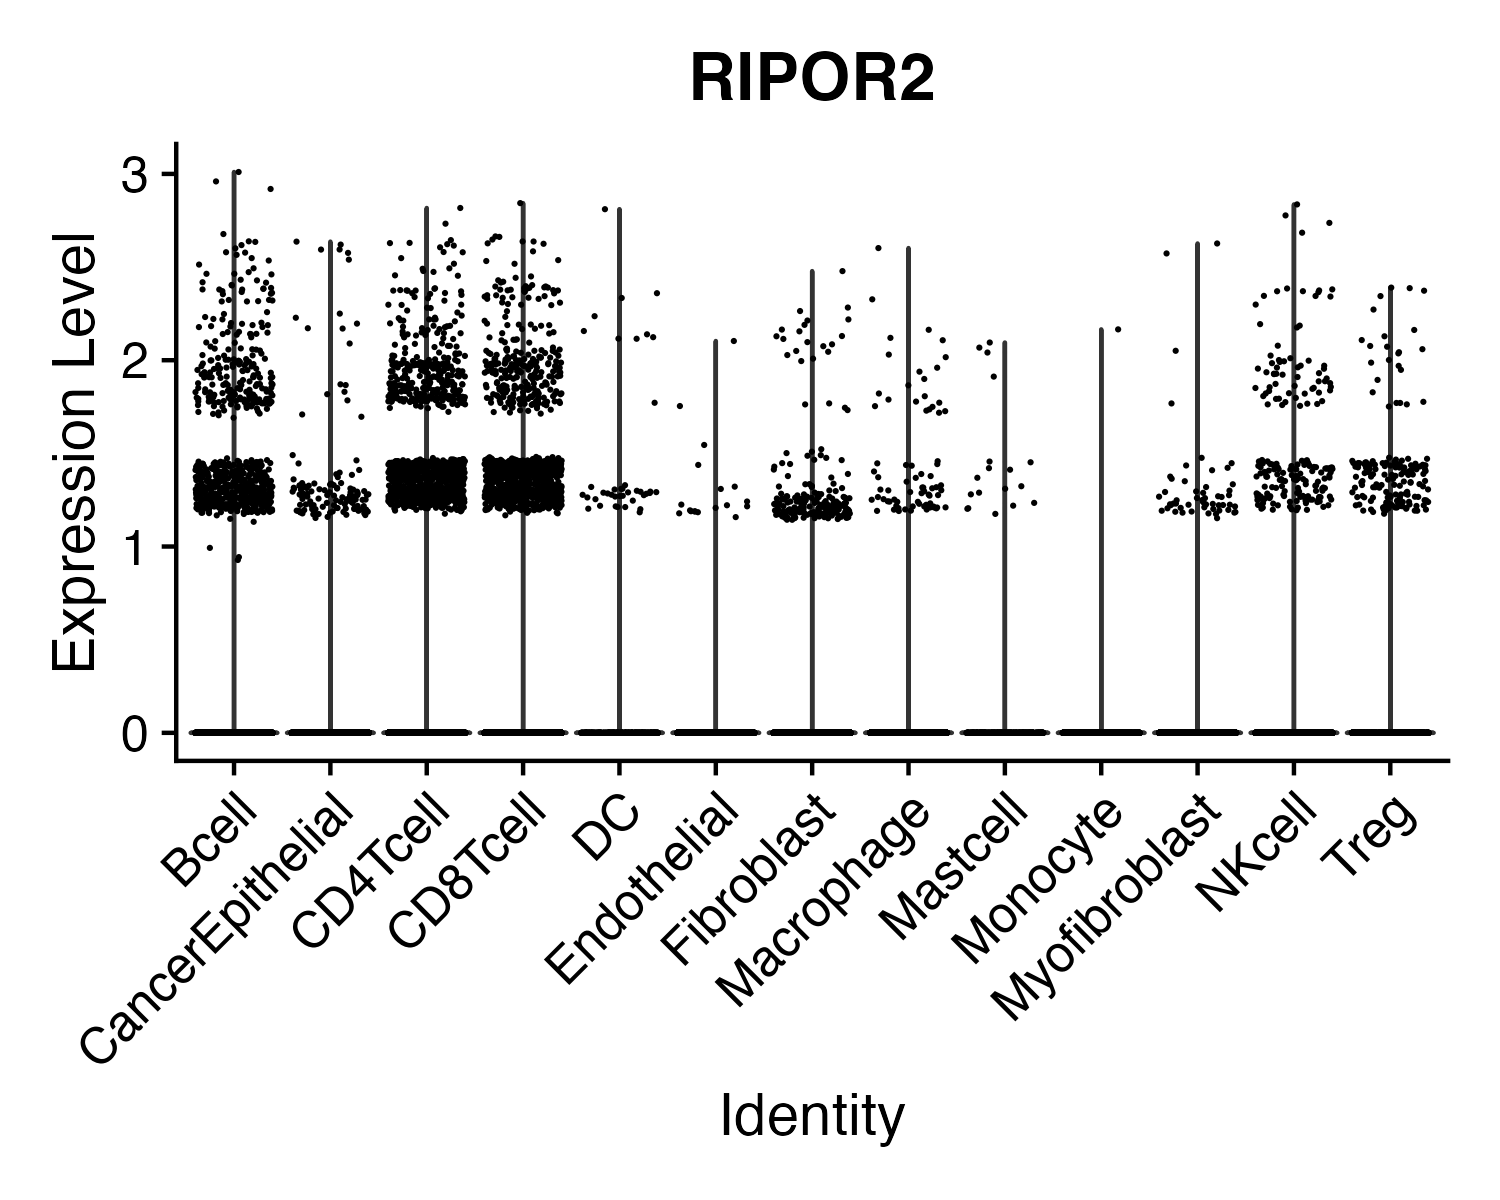 RIPOR2
Expression Level
3
2
1
0
Bcell
CancerEpithelial
CD4Tcell
CD8Tcell
DC
Endothelial
Fibroblast
Macrophage
Mastcell
Monocyte
Myofibroblast
NKcell
Treg
Identity